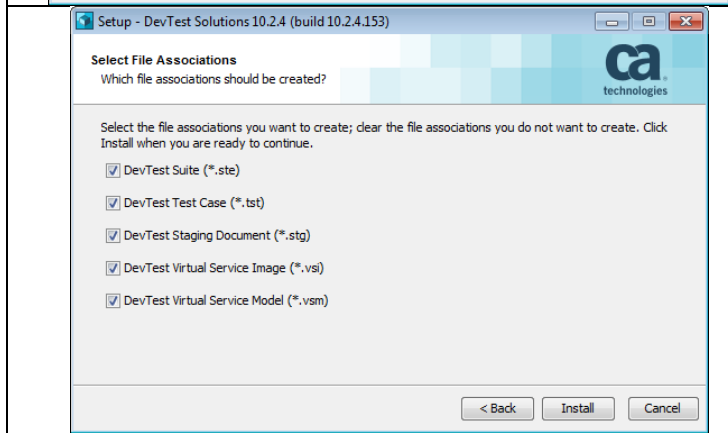 Setup - DevTest Solutions 10.2.4 (build 10.2.4.153)
Select File Associations
Which file associations should be created?
ca
technologies
Select the file associations you want to create; clear the file associations you do not want to create. Click
Install when you are ready to continue.
DevTest Suite (*.ste)
DevTest Test Case (*.tst)
DevTest Staging Document (*.stg)
DevTest Virtual Service Image (*.vsi)
DevTest Virtual Service Model (*.vsm)
< Back Install Cancel